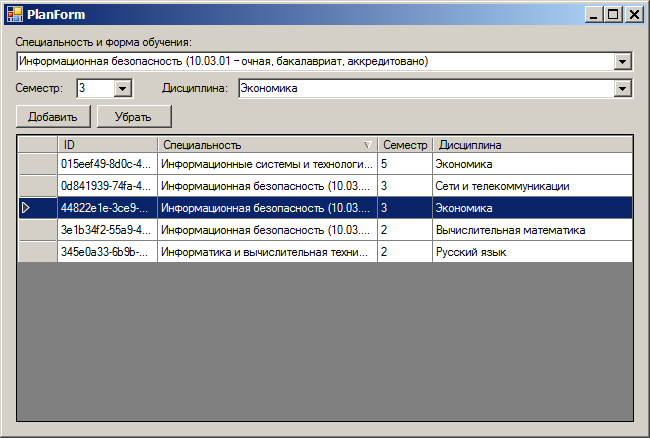 PlanForm
Специальность и форма обучения:
Информационная безопасность (10.03.01 – очная, бакалавриат, аккредитовано)
Семестр: 3 Дисциплина: Экономика
Добавить Убрать
ID Специальность Семестр Дисциплина
015eef49-8d0c-4... Информационные системы и технологи... 5 Экономика
0d841939-74fa-4... Информационная безопасность (10.03.... 3 Сети и телекоммуникации
44822e1e-3ce9-... Информационная безопасность (10.03.... 3 Экономика
3e1b34f2-55a9-4... Информационная безопасность (10.03.... 2 Вычислительная математика
345e0a33-6b9b-... Информатика и вычислительная техни... 2 Русский язык